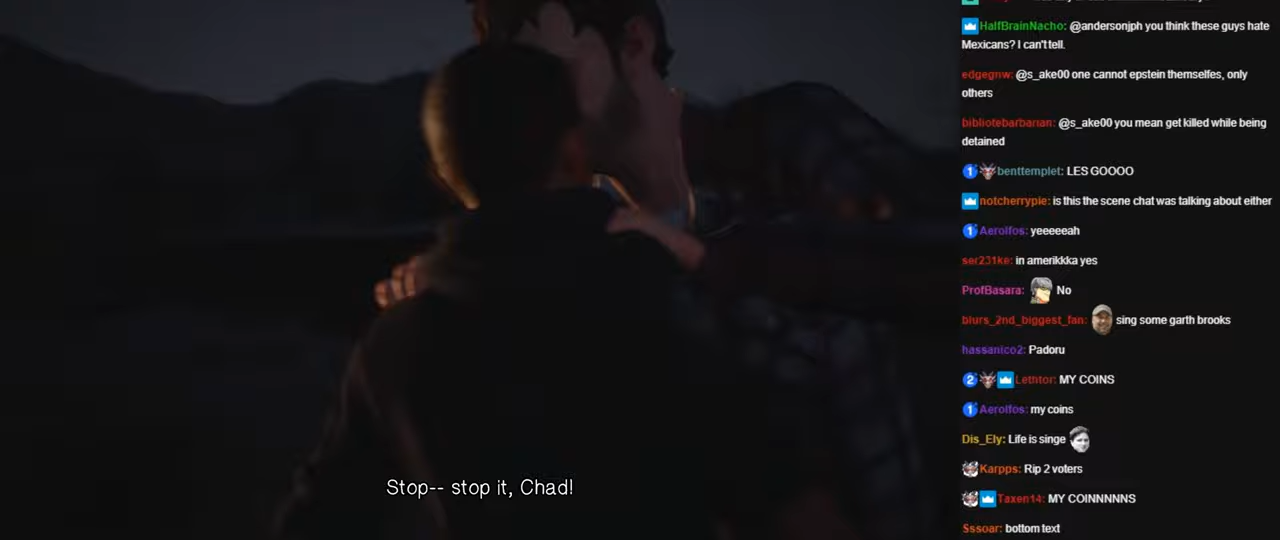 Stop-- stop it, Chad!
HalfBrainNacho: @andersonjph you think these guys hate
Mexicans? I can't tell.
edgegnw: @s_ake00 one cannot epstein themselfes, only
others
bibliotebarbarian: @s_ake00 you mean get killed while being
detained
1 benttemplet: LES GOOOO
notcherrypie: is this the scene chat was talking about either
1 Aerolfos: yeeeeeah
ser231ke: in amerikkka yes
ProfBasara: No
blurs_2nd_biggest_fan: sing some garth brooks
hassanico2: Padoru
2 Lethtor: MY COINS
1 Aerolfos: my coins
Dis_Ely: Life is singe
Karpps: Rip 2 voters
Taxen14: MY COINNNNNS
Sssoar: bottom text